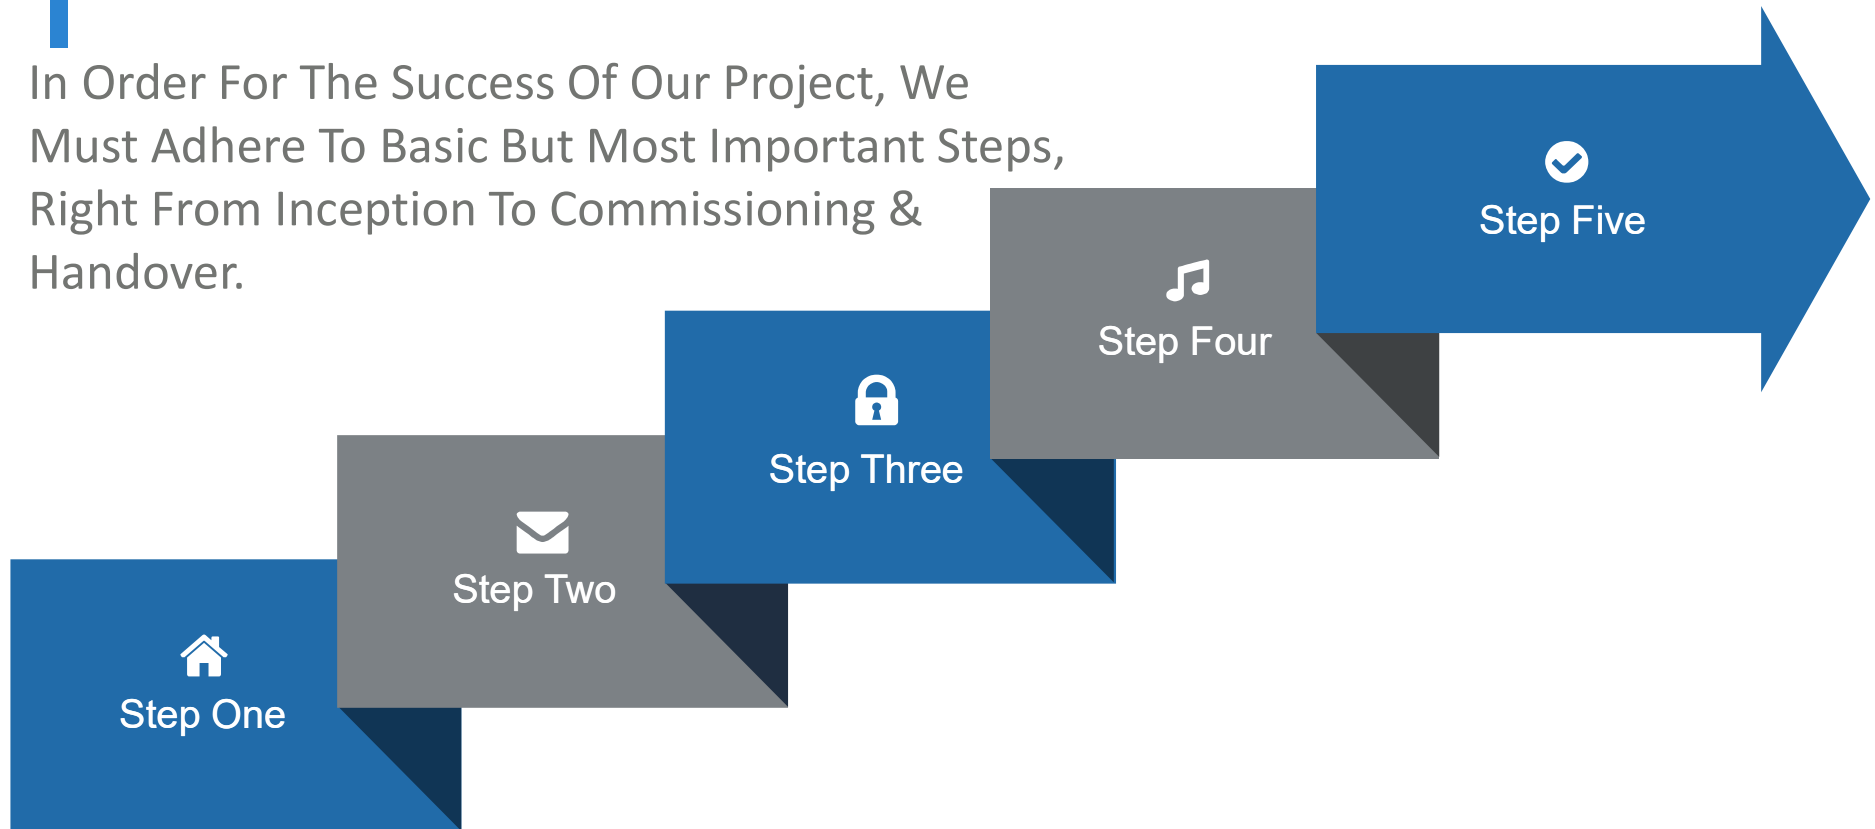 In Order For The Success Of Our Project, We
Must Adhere To Basic But Most Important Steps,
Right From Inception To Commissioning &
Handover.
Step One
Step Two
Step Three
Step Four
Step Five